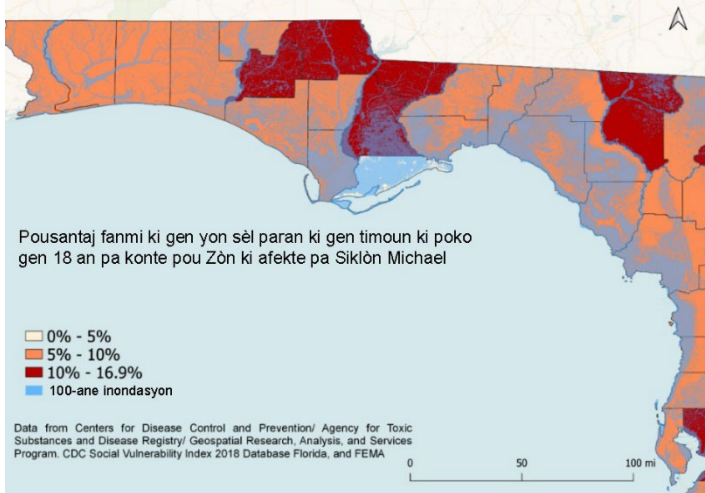 Pousantaj fanmi ki gen yon sèl paran ki gen timoun ki poko
gen 18 an pa konte pou Zòn ki afekte pa Siklòn Michael
0% - 5%
5% - 10%
10% - 16.9%
100-ane inondasyon
Data from Centers for Disease Control and Prevention/ Agency for Toxic
Substances and Disease Registry/ Geospatial Research, Analysis, and Services
Program. CDC Social Vulnerability Index 2018 Database Florida, and FEMA
0 50 100 mi